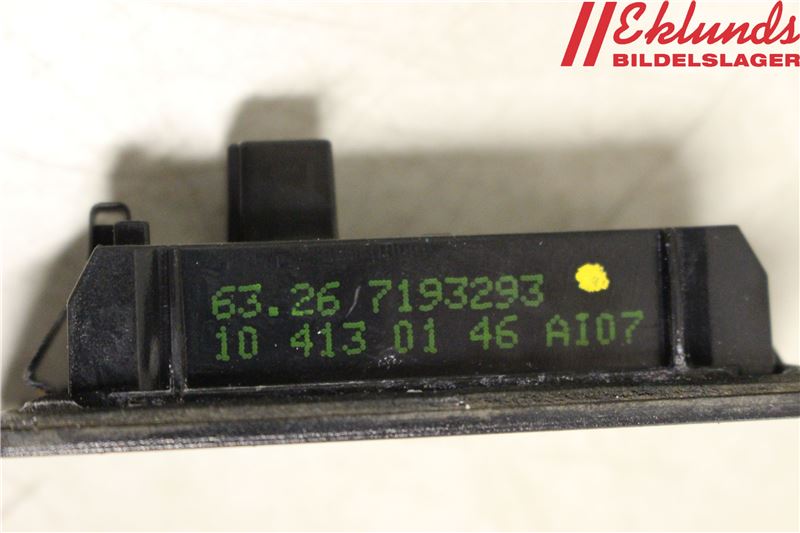 Eklunds
BILDELSLAGER
63.26 7193293
10 413 01 46 AI07